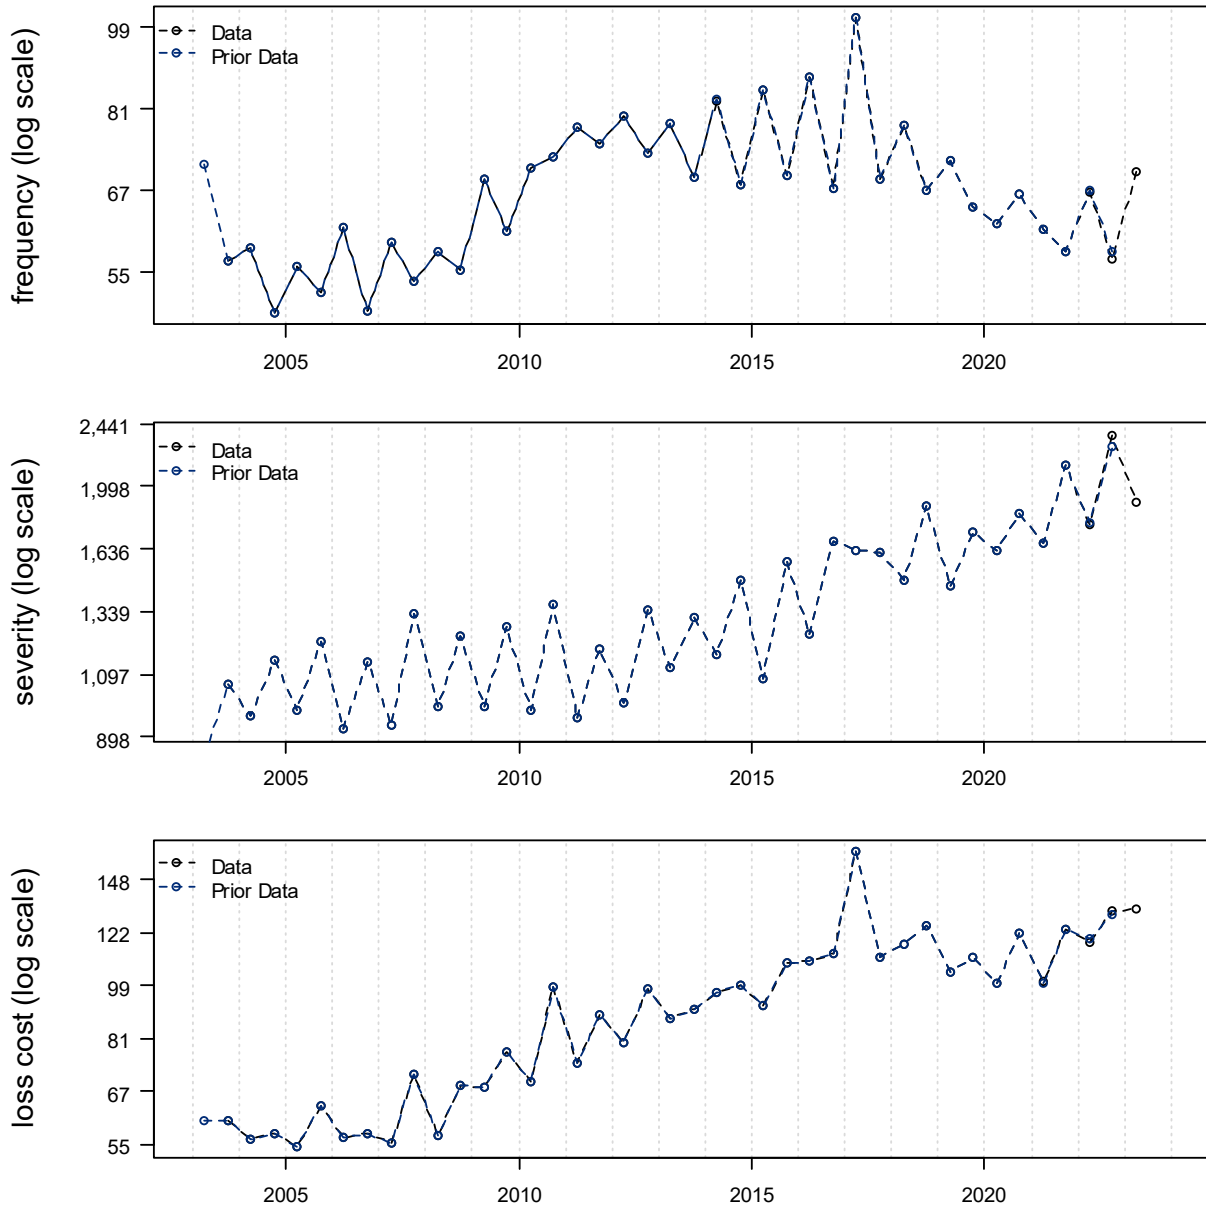 frequency (log scale)
99
81
67
55
Data
Prior Data
2005 2010 2015 2020
severity (log scale)
2,441
1,998
1,636
1,339
1,097
898
Data
Prior Data
2005 2010 2015 2020
loss cost (log scale)
148
122
99
81
67
55
Data
Prior Data
2005 2010 2015 2020